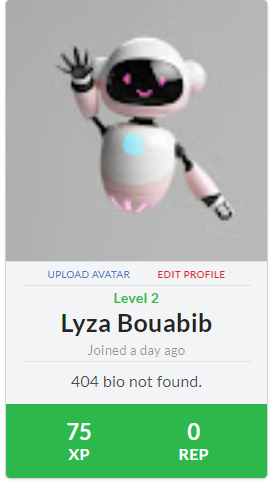 UPLOAD AVATAR EDIT PROFILE
Level 2
Lyza Bouabib
Joined a day ago
404 bio not found.
75 0
XP REP